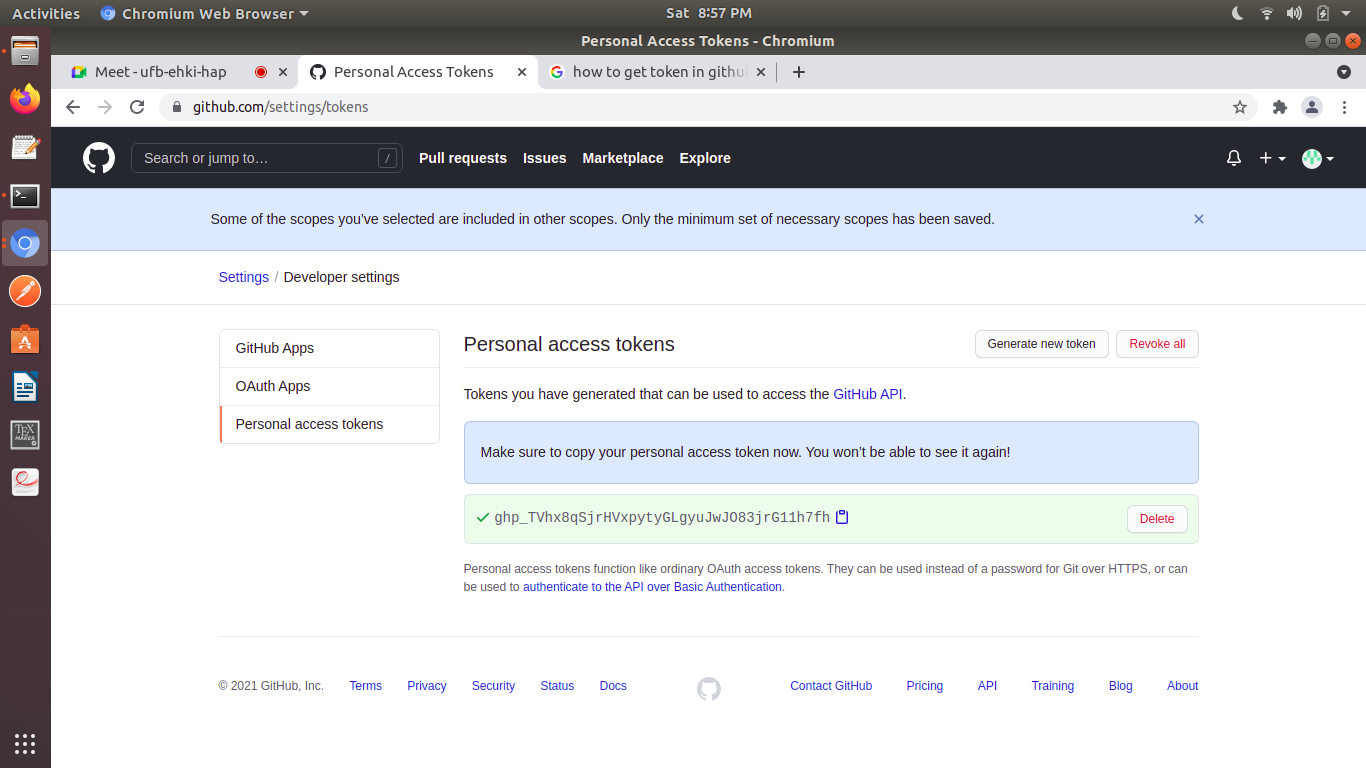 Activities
Chromium Web Browser
Sat 8:57 PM
Personal Access Tokens - Chromium
Meet - ufb-ehki-hap
Personal Access Tokens
how to get token in github
github.com/settings/tokens
Search or jump to…
/
Pull requests
Issues
Marketplace
Explore
Some of the scopes you’ve selected are included in other scopes. Only the minimum set of necessary scopes has been saved.
Settings / Developer settings
GitHub Apps
OAuth Apps
Personal access tokens
Personal access tokens
Generate new token
Revoke all
Tokens you have generated that can be used to access the GitHub API.
Make sure to copy your personal access token now. You won’t be able to see it again!
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
Delete
Personal access tokens function like ordinary OAuth access tokens. They can be used instead of a password for Git over HTTPS, or can
be used to authenticate to the API over Basic Authentication.
© 2021 GitHub, Inc.
Terms
Privacy
Security
Status
Docs
Contact GitHub
Pricing
API
Training
Blog
About